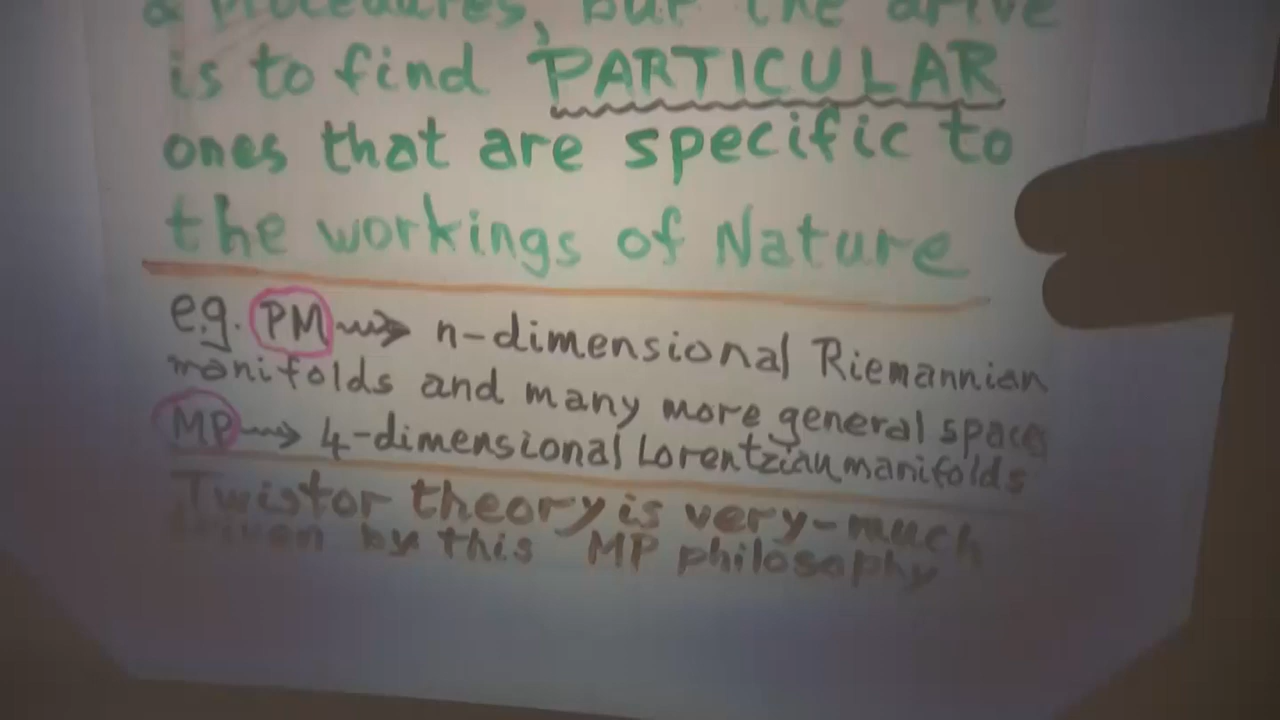 & procedures, but the drive
is to find PARTICULAR
ones that are specific to
the workings of Nature
e.g. PM → n-dimensional Riemannian
manifolds and many more general spaces
MP → 4-dimensional Lorentzian manifolds
Twistor theory is very-much
driven by this MP philosophy